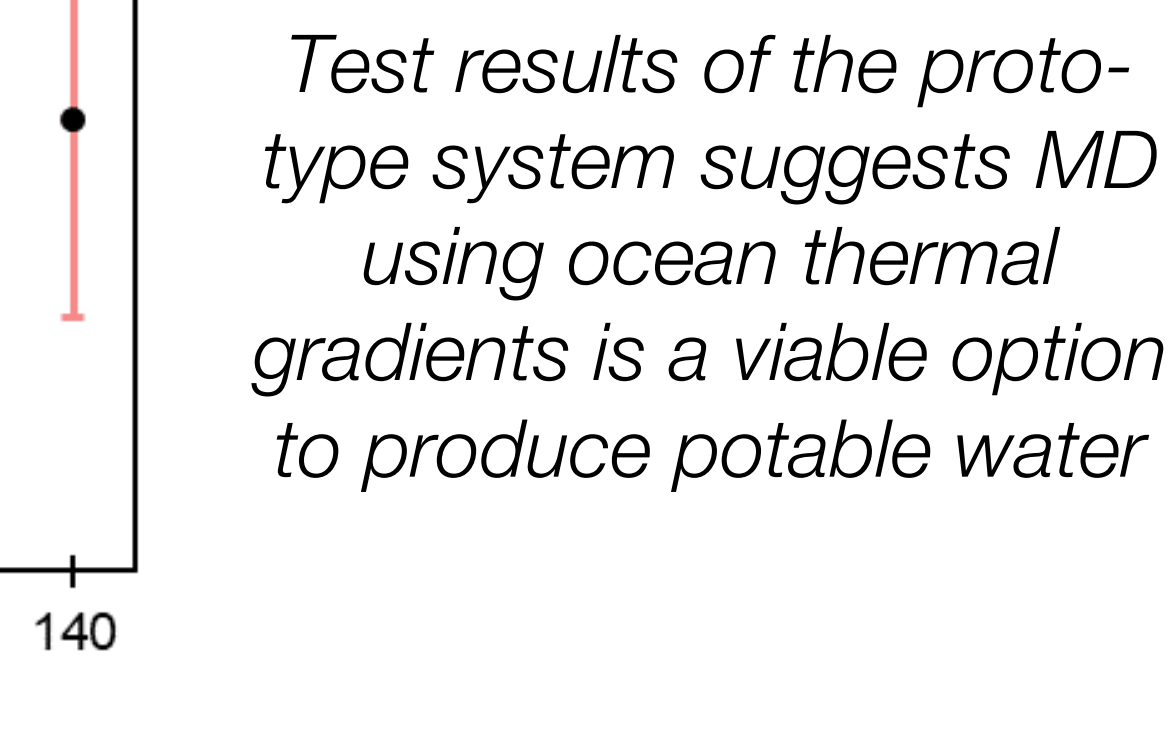 Test results of the proto-
type system suggests MD
using ocean thermal
gradients is a viable option
to produce potable water
140